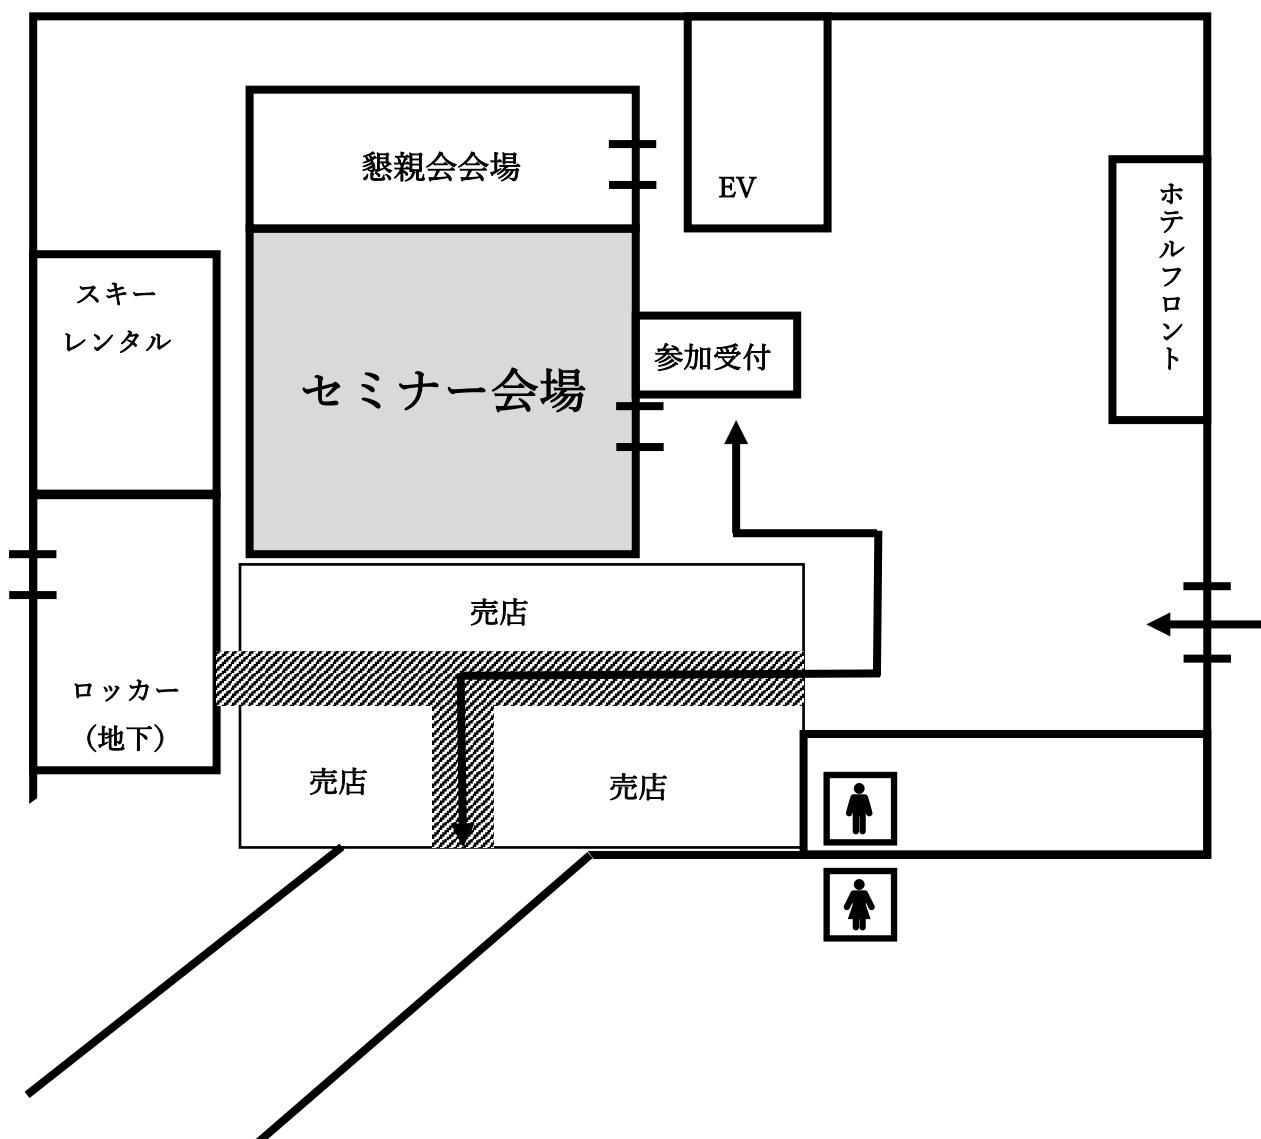 懇親会会場
EV
ホテルフロント
スキー
レンタル
参加受付
セミナー会場
売店
ロッカー
（地下）
売店
売店